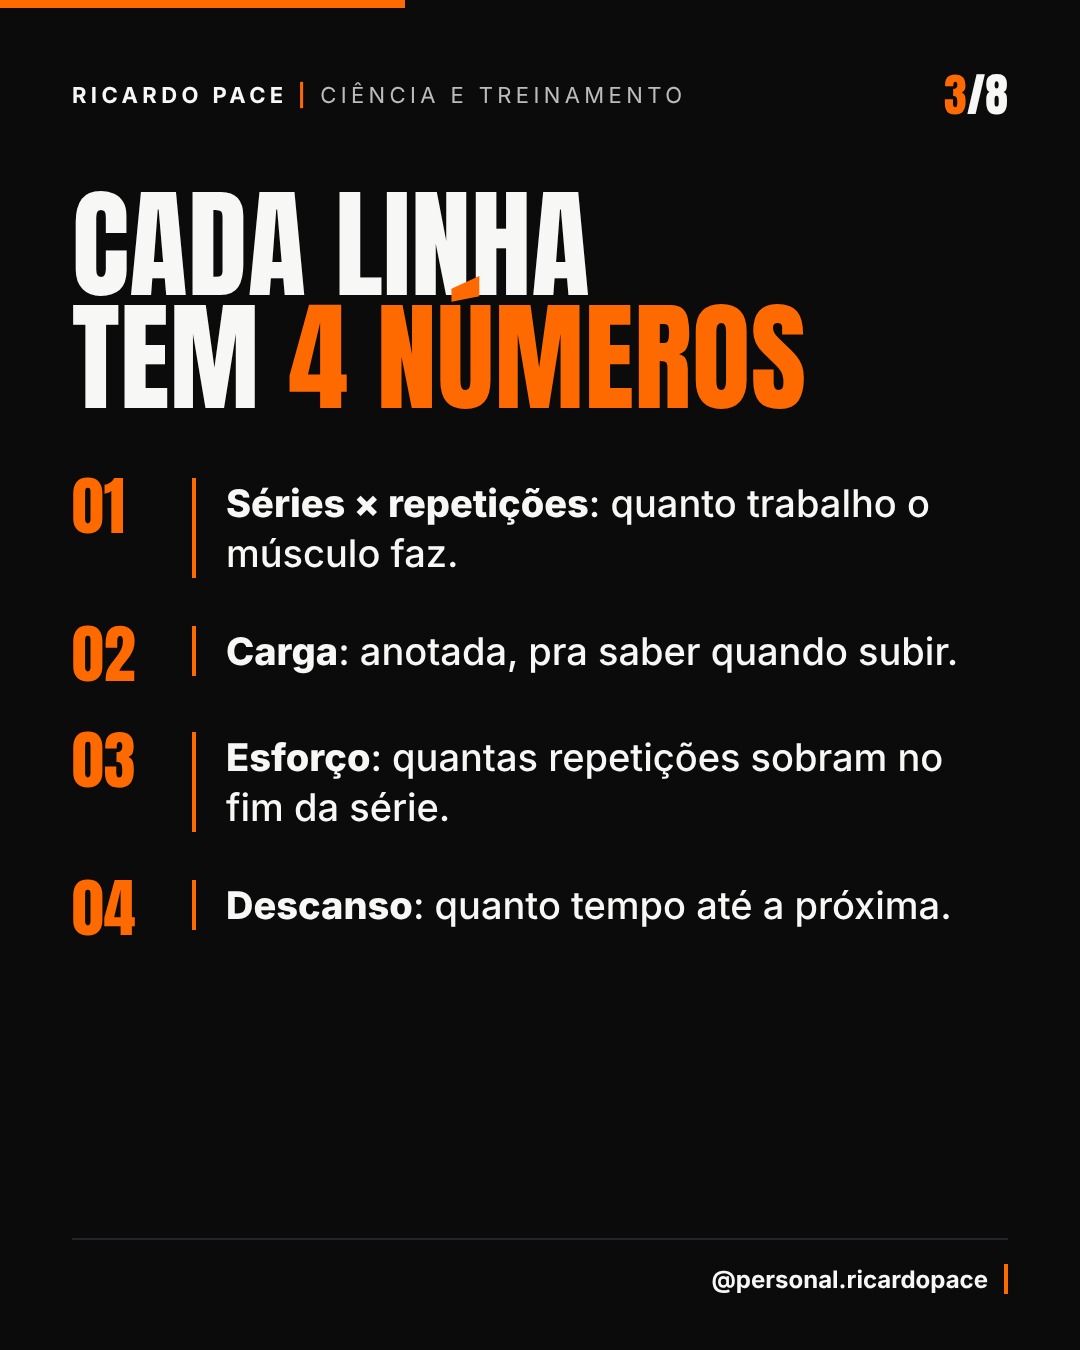 RICARDO PACE | CIÊNCIA E TREINAMENTO
3/8
CADA LINHA
TEM 4 NÚMEROS
01
Séries × repetições: quanto trabalho o
músculo faz.
02
Carga: anotada, pra saber quando subir.
03
Esforço: quantas repetições sobram no
fim da série.
04
Descanso: quanto tempo até a próxima.
@personal.ricardopace